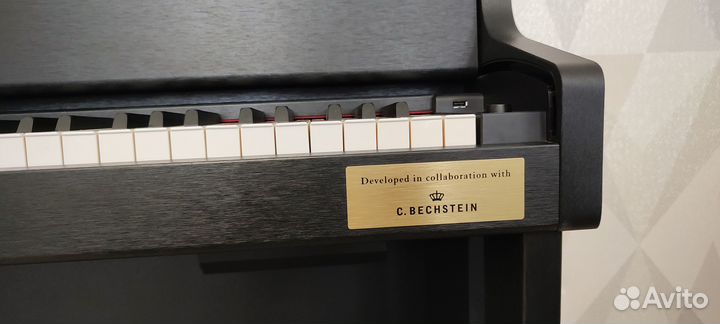 Developed in collaboration with
C. BECHSTEIN
Avito